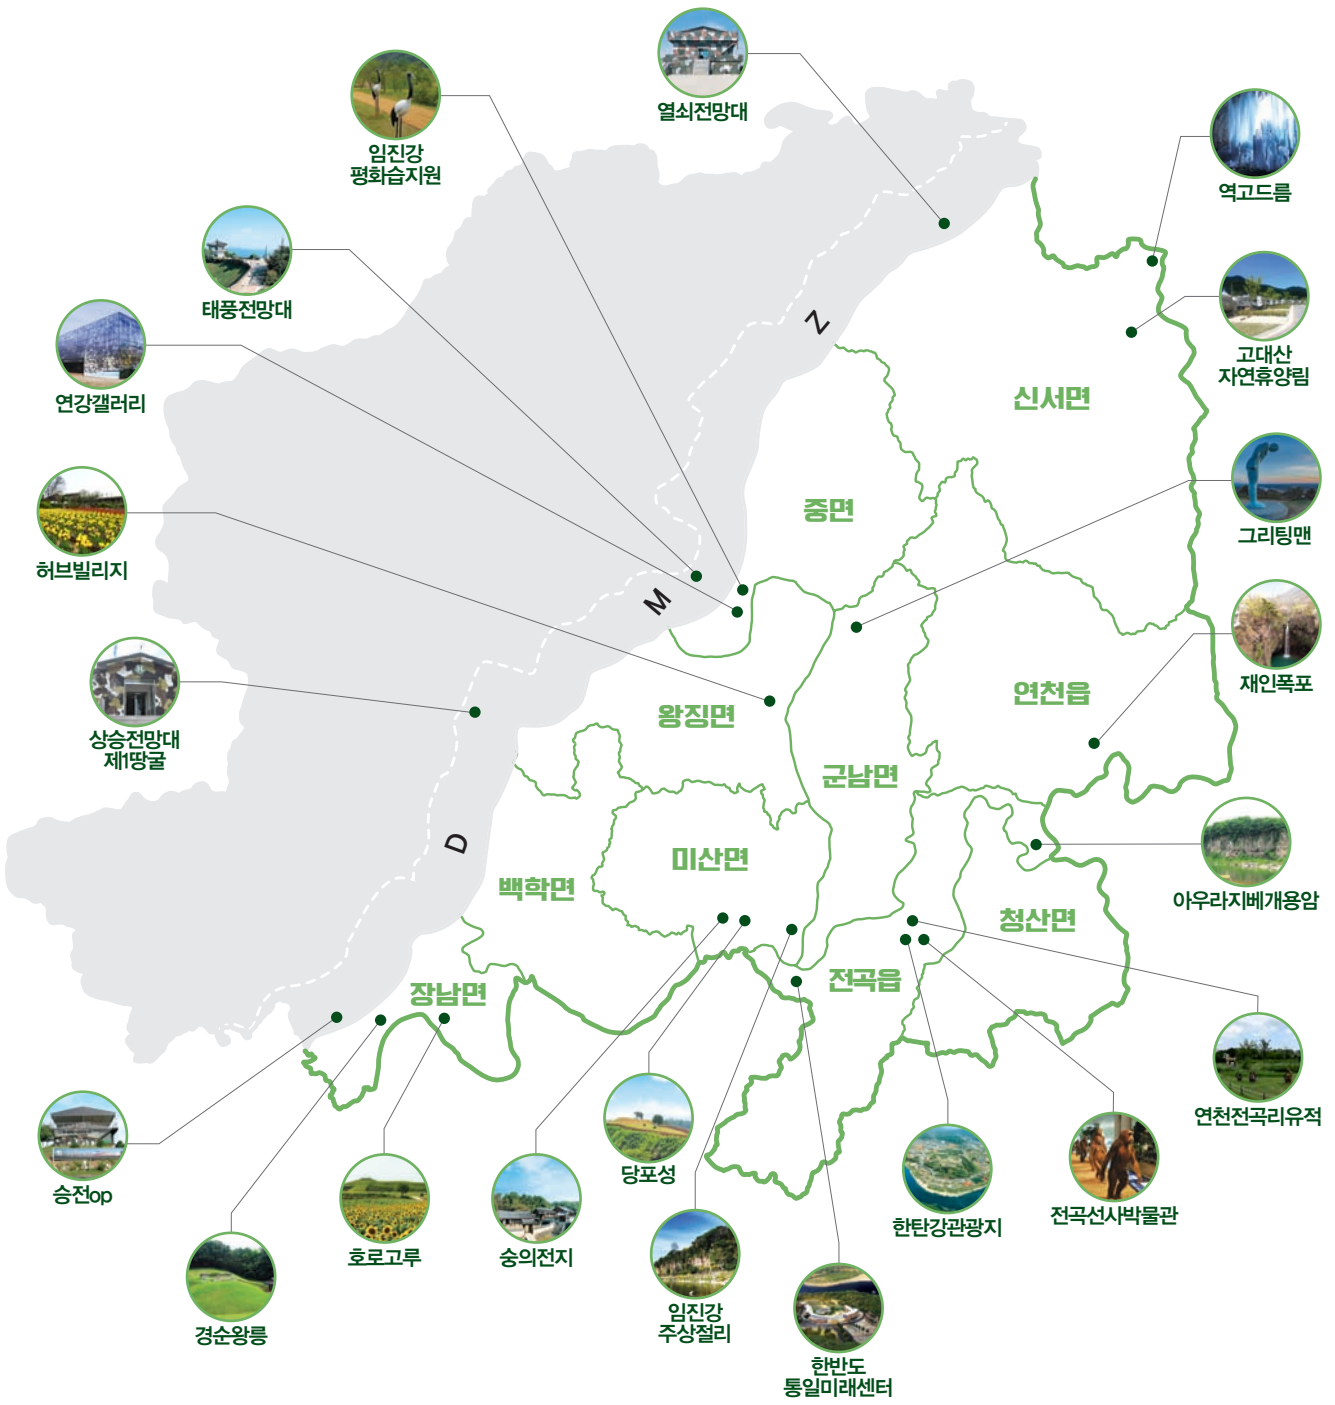 열쇠전망대
임진강
평화습지원
역고드름
태풍전망대
고대산
자연휴양림
연강갤러리
Z
신서면
중면
그리팅맨
허브빌리지
M
재인폭포
연천읍
왕징면
상승전망대
제1땅굴
군남면
D
미산면
백학면
아우라지베개용암
청산면
전곡읍
장남면
연천전곡리유적
승전op
당포성
한탄강관광지
전곡선사박물관
호로고루
숭의전지
경순왕릉
임진강
주상절리
한반도
통일미래센터